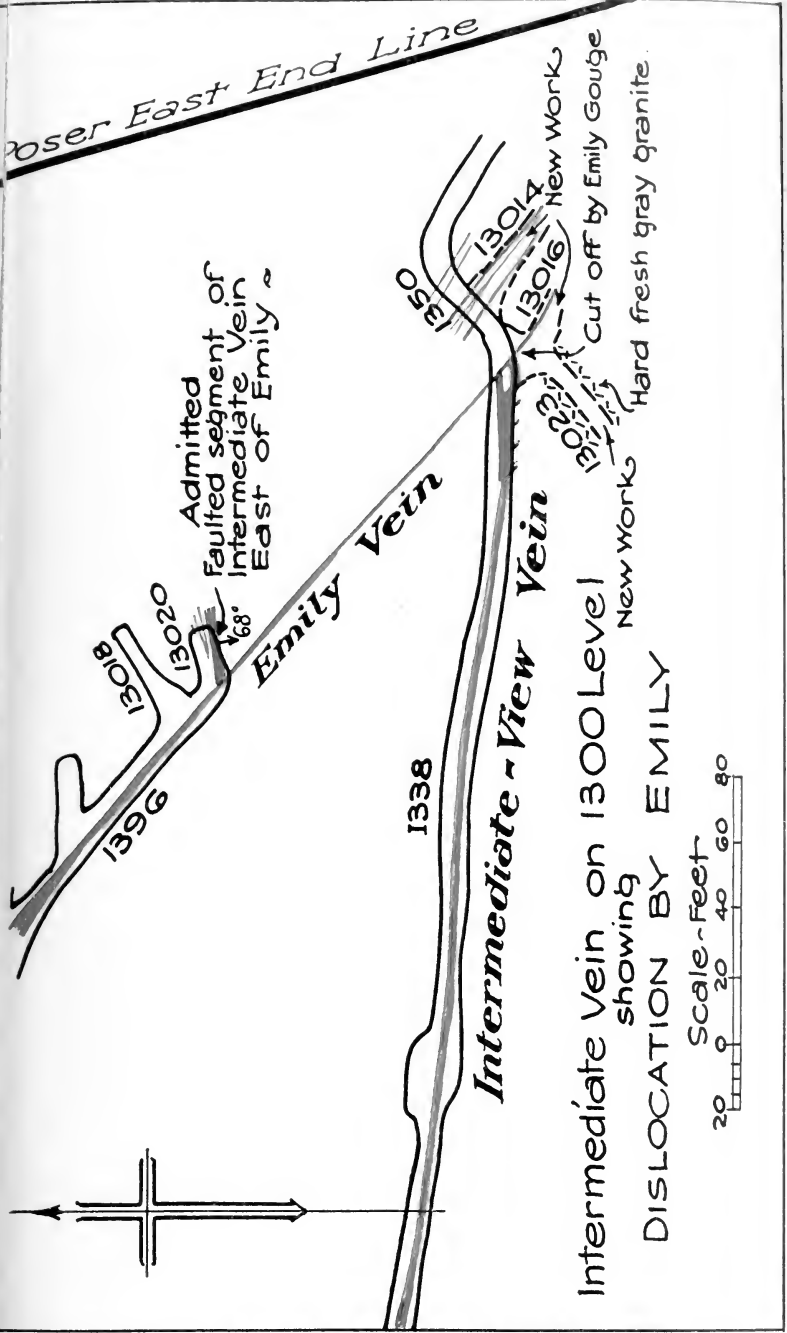 Poser East End Line
Admitted
Faulted segment of
Intermediate Vein
East of Emily
68°
13018
13020
1396
Emily Vein
1350
13014
New Work
13016
Cut off by Emily Gouge
Hard fresh gray granite.
13023
New Work
1338
Intermediate-View Vein
Intermediate Vein on 1300 Level
showing
DISLOCATION BY EMILY
Scale-Feet
20 0 20 40 60 80